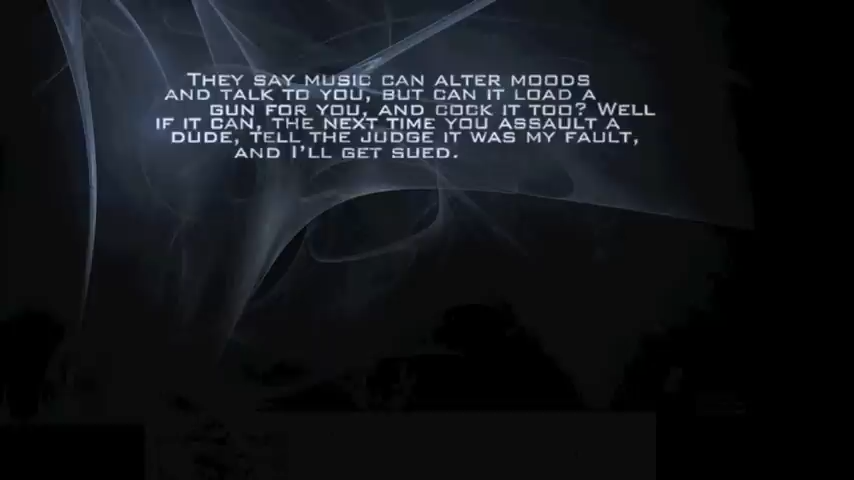 They say music can alter moods
and talk to you, but can it load a
gun for you, and cock it too? Well
if it can, the next time you assault a
dude, tell the judge it was my fault,
and I'll get sued.